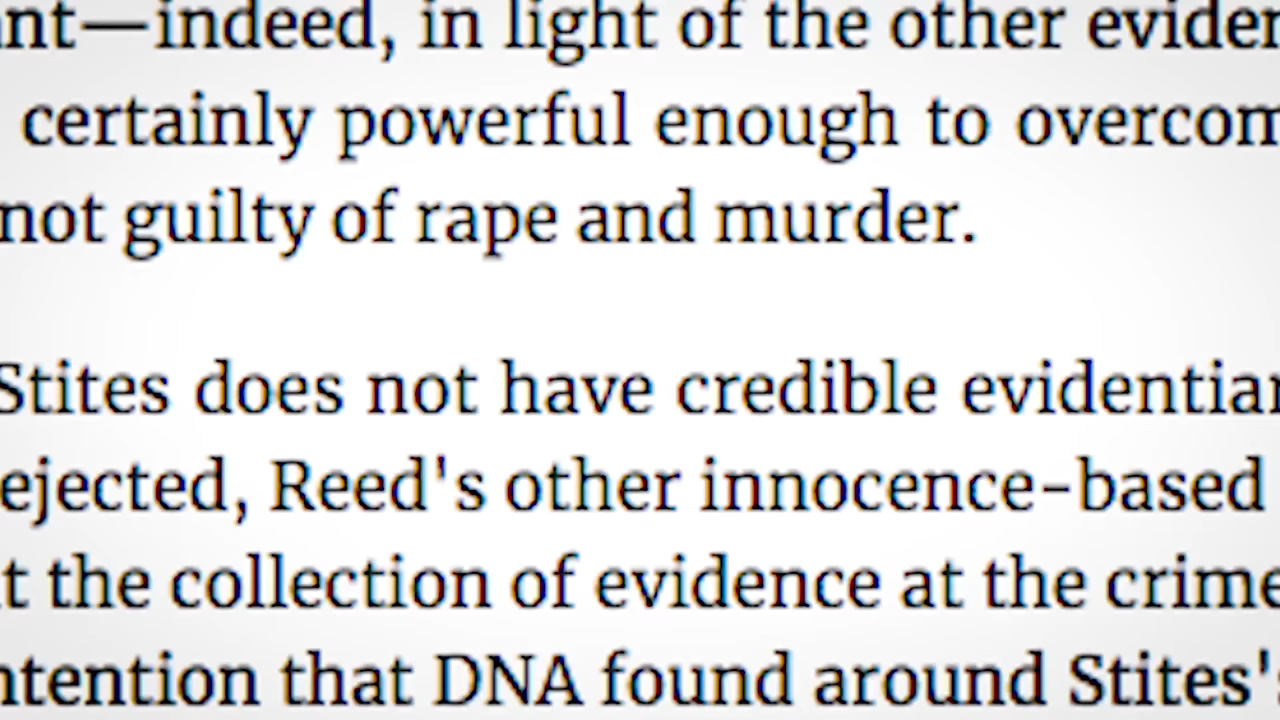 nt—indeed, in light of the other eviden
certainly powerful enough to overcom
not guilty of rape and murder.
Stites does not have credible evidentiar
ejected, Reed's other innocence-based
t the collection of evidence at the crime
ntention that DNA found around Stites's